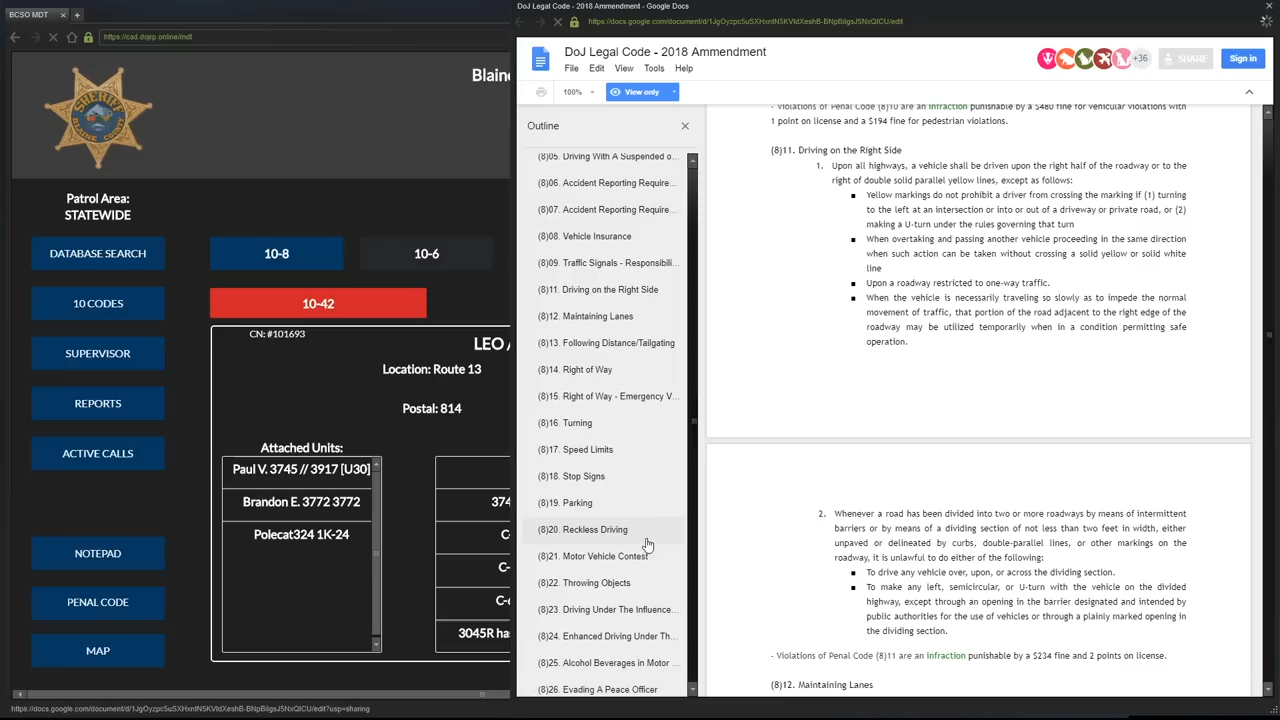 BCSO MDT
https://cad.dojrp.online/mdt
Blaine
Patrol Area:
STATEWIDE
DATABASE SEARCH
10 CODES
SUPERVISOR
REPORTS
ACTIVE CALLS
NOTEPAD
PENAL CODE
MAP
10-8
10-6
10-42
CN: #101693
LEO
Location: Route 13
Postal: 814
Attached Units:
Paul V. 3745 // 3917 [U30]
Brandon E. 3772 3772
Polecat324 1K-24
374
C-
C-
C-
3045R ha
https://docs.google.com/document/d/1JgOyzpc5uSXHxntN5KVldXeshB-BNpBilgsJ5NxQICU/edit?usp=sharing
DoJ Legal Code - 2018 Ammendment - Google Docs
https://docs.google.com/document/d/1JgOyzpc5uSXHxntN5KVldXeshB-BNpBilgsJ5NxQICU/edit
DoJ Legal Code - 2018 Ammendment
File Edit View Tools Help
+36
SHARE
Sign in
100%
View only
Outline
(8)05. Driving With A Suspended o...
(8)06. Accident Reporting Require...
(8)07. Accident Reporting Require...
(8)08. Vehicle Insurance
(8)09. Traffic Signals - Responsibili...
(8)11. Driving on the Right Side
(8)12. Maintaining Lanes
(8)13. Following Distance/Tailgating
(8)14. Right of Way
(8)15. Right of Way - Emergency V...
(8)16. Turning
(8)17. Speed Limits
(8)18. Stop Signs
(8)19. Parking
(8)20. Reckless Driving
(8)21. Motor Vehicle Contest
(8)22. Throwing Objects
(8)23. Driving Under The Influence...
(8)24. Enhanced Driving Under Th...
(8)25. Alcohol Beverages in Motor ...
(8)26. Evading A Peace Officer
- Violations of Penal Code (8)10 are an infraction punishable by a $480 fine for vehicular violations with
1 point on license and a $194 fine for pedestrian violations.
(8)11. Driving on the Right Side
1. Upon all highways, a vehicle shall be driven upon the right half of the roadway or to the
right of double solid parallel yellow lines, except as follows:
Yellow markings do not prohibit a driver from crossing the marking if (1) turning
to the left at an intersection or into or out of a driveway or private road, or (2)
making a U-turn under the rules governing that turn
When overtaking and passing another vehicle proceeding in the same direction
when such action can be taken without crossing a solid yellow or solid white
line
Upon a roadway restricted to one-way traffic.
When the vehicle is necessarily traveling so slowly as to impede the normal
movement of traffic, that portion of the road adjacent to the right edge of the
roadway may be utilized temporarily when in a condition permitting safe
operation.
2. Whenever a road has been divided into two or more roadways by means of intermittent
barriers or by means of a dividing section of not less than two feet in width, either
unpaved or delineated by curbs, double-parallel lines, or other markings on the
roadway, it is unlawful to do either of the following:
To drive any vehicle over, upon, or across the dividing section.
To make any left, semicircular, or U-turn with the vehicle on the divided
highway, except through an opening in the barrier designated and intended by
public authorities for the use of vehicles or through a plainly marked opening in
the dividing section.
- Violations of Penal Code (8)11 are an infraction punishable by a $234 fine and 2 points on license.
(8)12. Maintaining Lanes